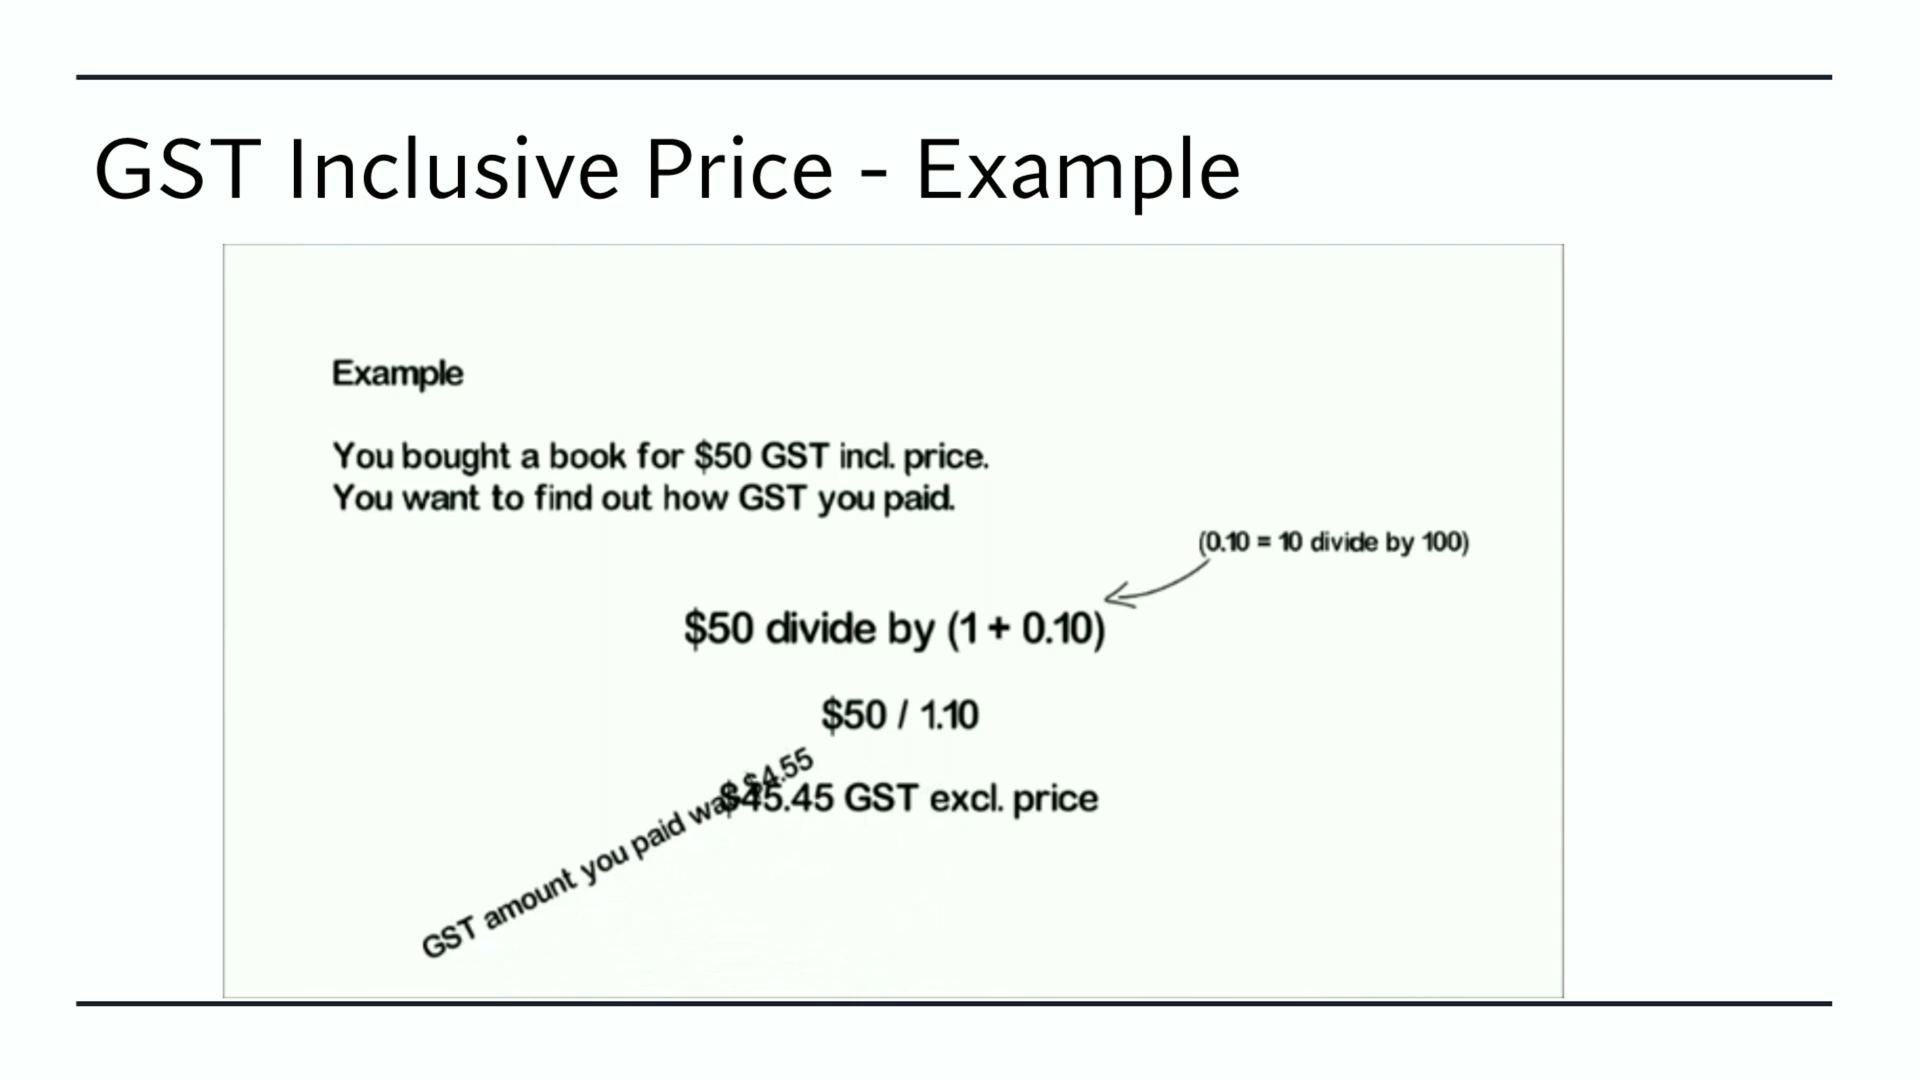 GST Inclusive Price - Example
Example
You bought a book for $50 GST incl. price.
You want to find out how GST you paid.
(0.10 = 10 divide by 100)
$50 divide by (1 + 0.10)
$50 / 1.10
$45.45 GST excl. price
GST amount you paid was $4.55